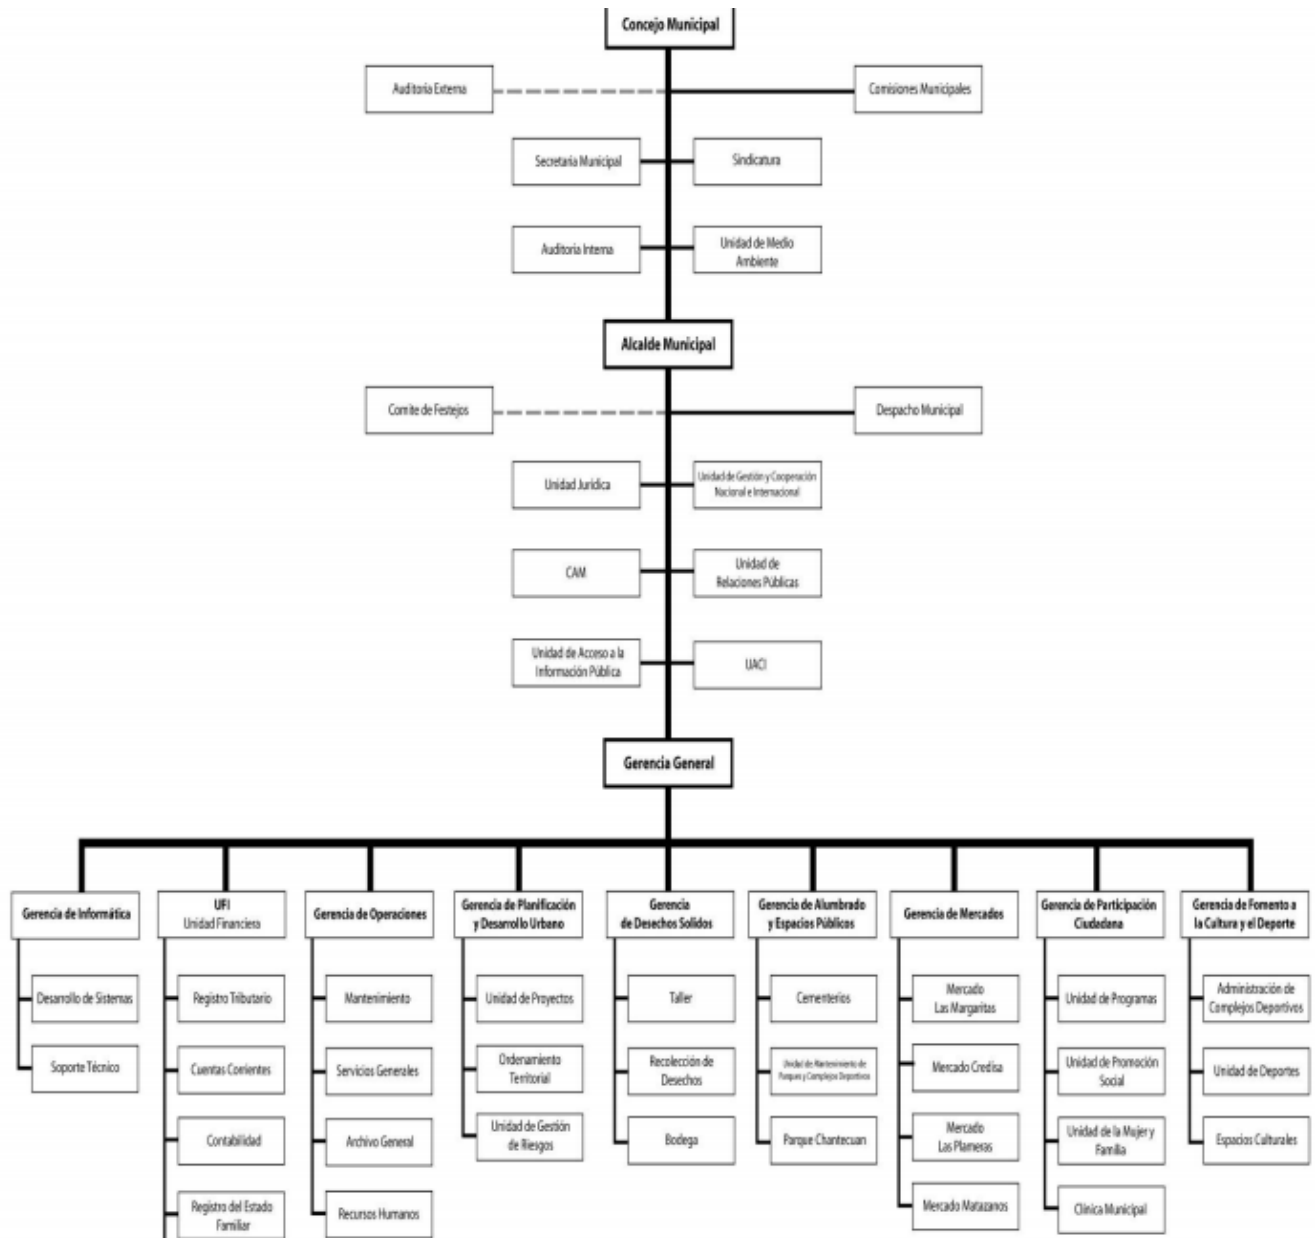 Concejo Municipal
Auditoria Externa
Comisiones Municipales
Secretaria Municipal
Sindicatura
Auditoria Interna
Unidad de Medio
Ambiente
Alcalde Municipal
Comite de Festejos
Despacho Municipal
Unidad Jurídica
Unidad de Gestión y Cooperación
Nacional e Internacional
CAM
Unidad de
Relaciones Públicas
Unidad de Acceso a la
Información Pública
UACI
Gerencia General
Gerencia de Informática
UFI
Unidad Financiera
Gerencia de Operaciones
Gerencia de Planificación
y Desarrollo Urbano
Gerencia
de Desechos Solidos
Gerencia de Alumbrado
y Espacios Públicos
Gerencia de Mercados
Gerencia de Participación
Ciudadana
Gerencia de Fomento a
la Cultura y el Deporte
Desarrollo de Sistemas
Registro Tributario
Mantenimiento
Unidad de Proyectos
Taller
Cementerios
Mercado
Las Margaritas
Unidad de Programas
Administración de
Complejos Deportivos
Soporte Técnico
Cuentas Corrientes
Servicios Generales
Ordenamiento
Territorial
Recolección de
Desechos
Unidad de Mantenimiento de
Parques y Complejos Deportivos
Mercado Credisa
Unidad de Promoción
Social
Unidad de Deportes
Contabilidad
Archivo General
Unidad de Gestión
de Riesgos
Bodega
Parque Chantecuan
Mercado
Las Plameras
Unidad de la Mujer y
Familia
Espacios Culturales
Registro del Estado
Familiar
Recursos Humanos
Mercado Matazanos
Clínica Municipal